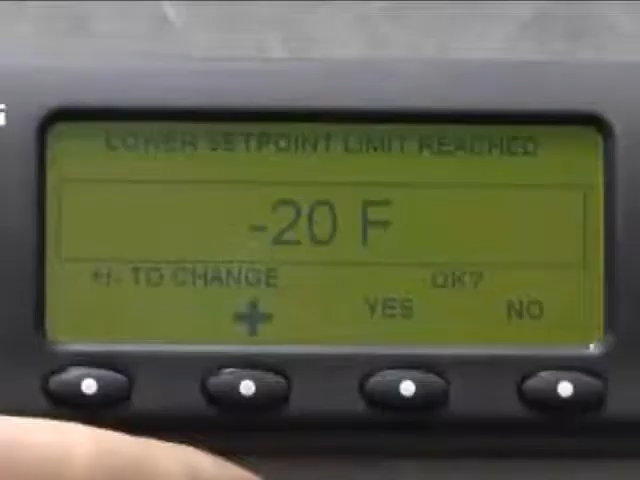 LOWER SETPOINT LIMIT REACHED
-20 F
+/- TO CHANGE OK?
+ YES NO